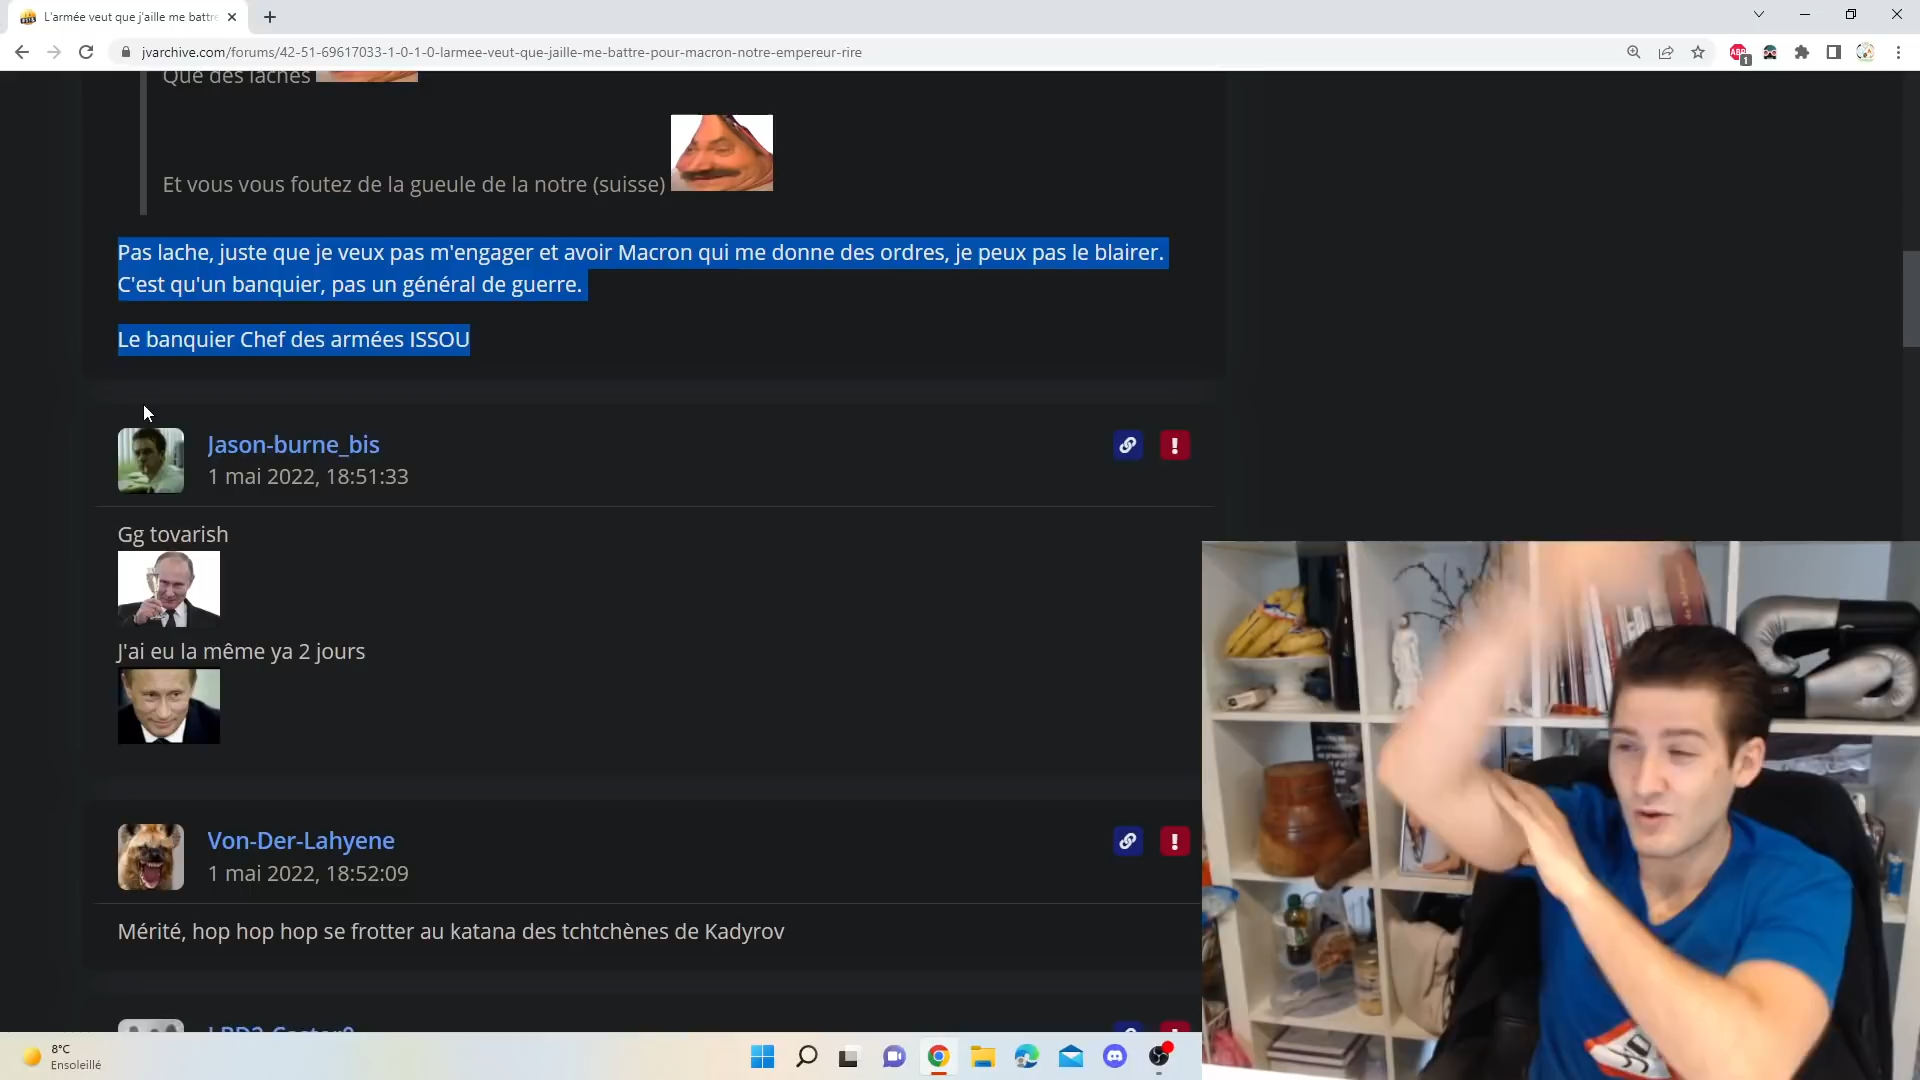 L'armée veut que j'aille me battre
jvarchive.com/forums/42-51-69617033-1-0-1-0-larmee-veut-que-jaille-me-battre-pour-macron-notre-empereur-rire
ABP
1
Que des laches
Et vous vous foutez de la gueule de la notre (suisse)
Pas lache, juste que je veux pas m'engager et avoir Macron qui me donne des ordres, je peux pas le blairer.
C'est qu'un banquier, pas un général de guerre.
Le banquier Chef des armées ISSOU
Jason-burne_bis
1 mai 2022, 18:51:33
Gg tovarish
J'ai eu la même ya 2 jours
Von-Der-Lahyene
1 mai 2022, 18:52:09
Mérité, hop hop hop se frotter au katana des tchtchènes de Kadyrov
8°C
Ensoleillé